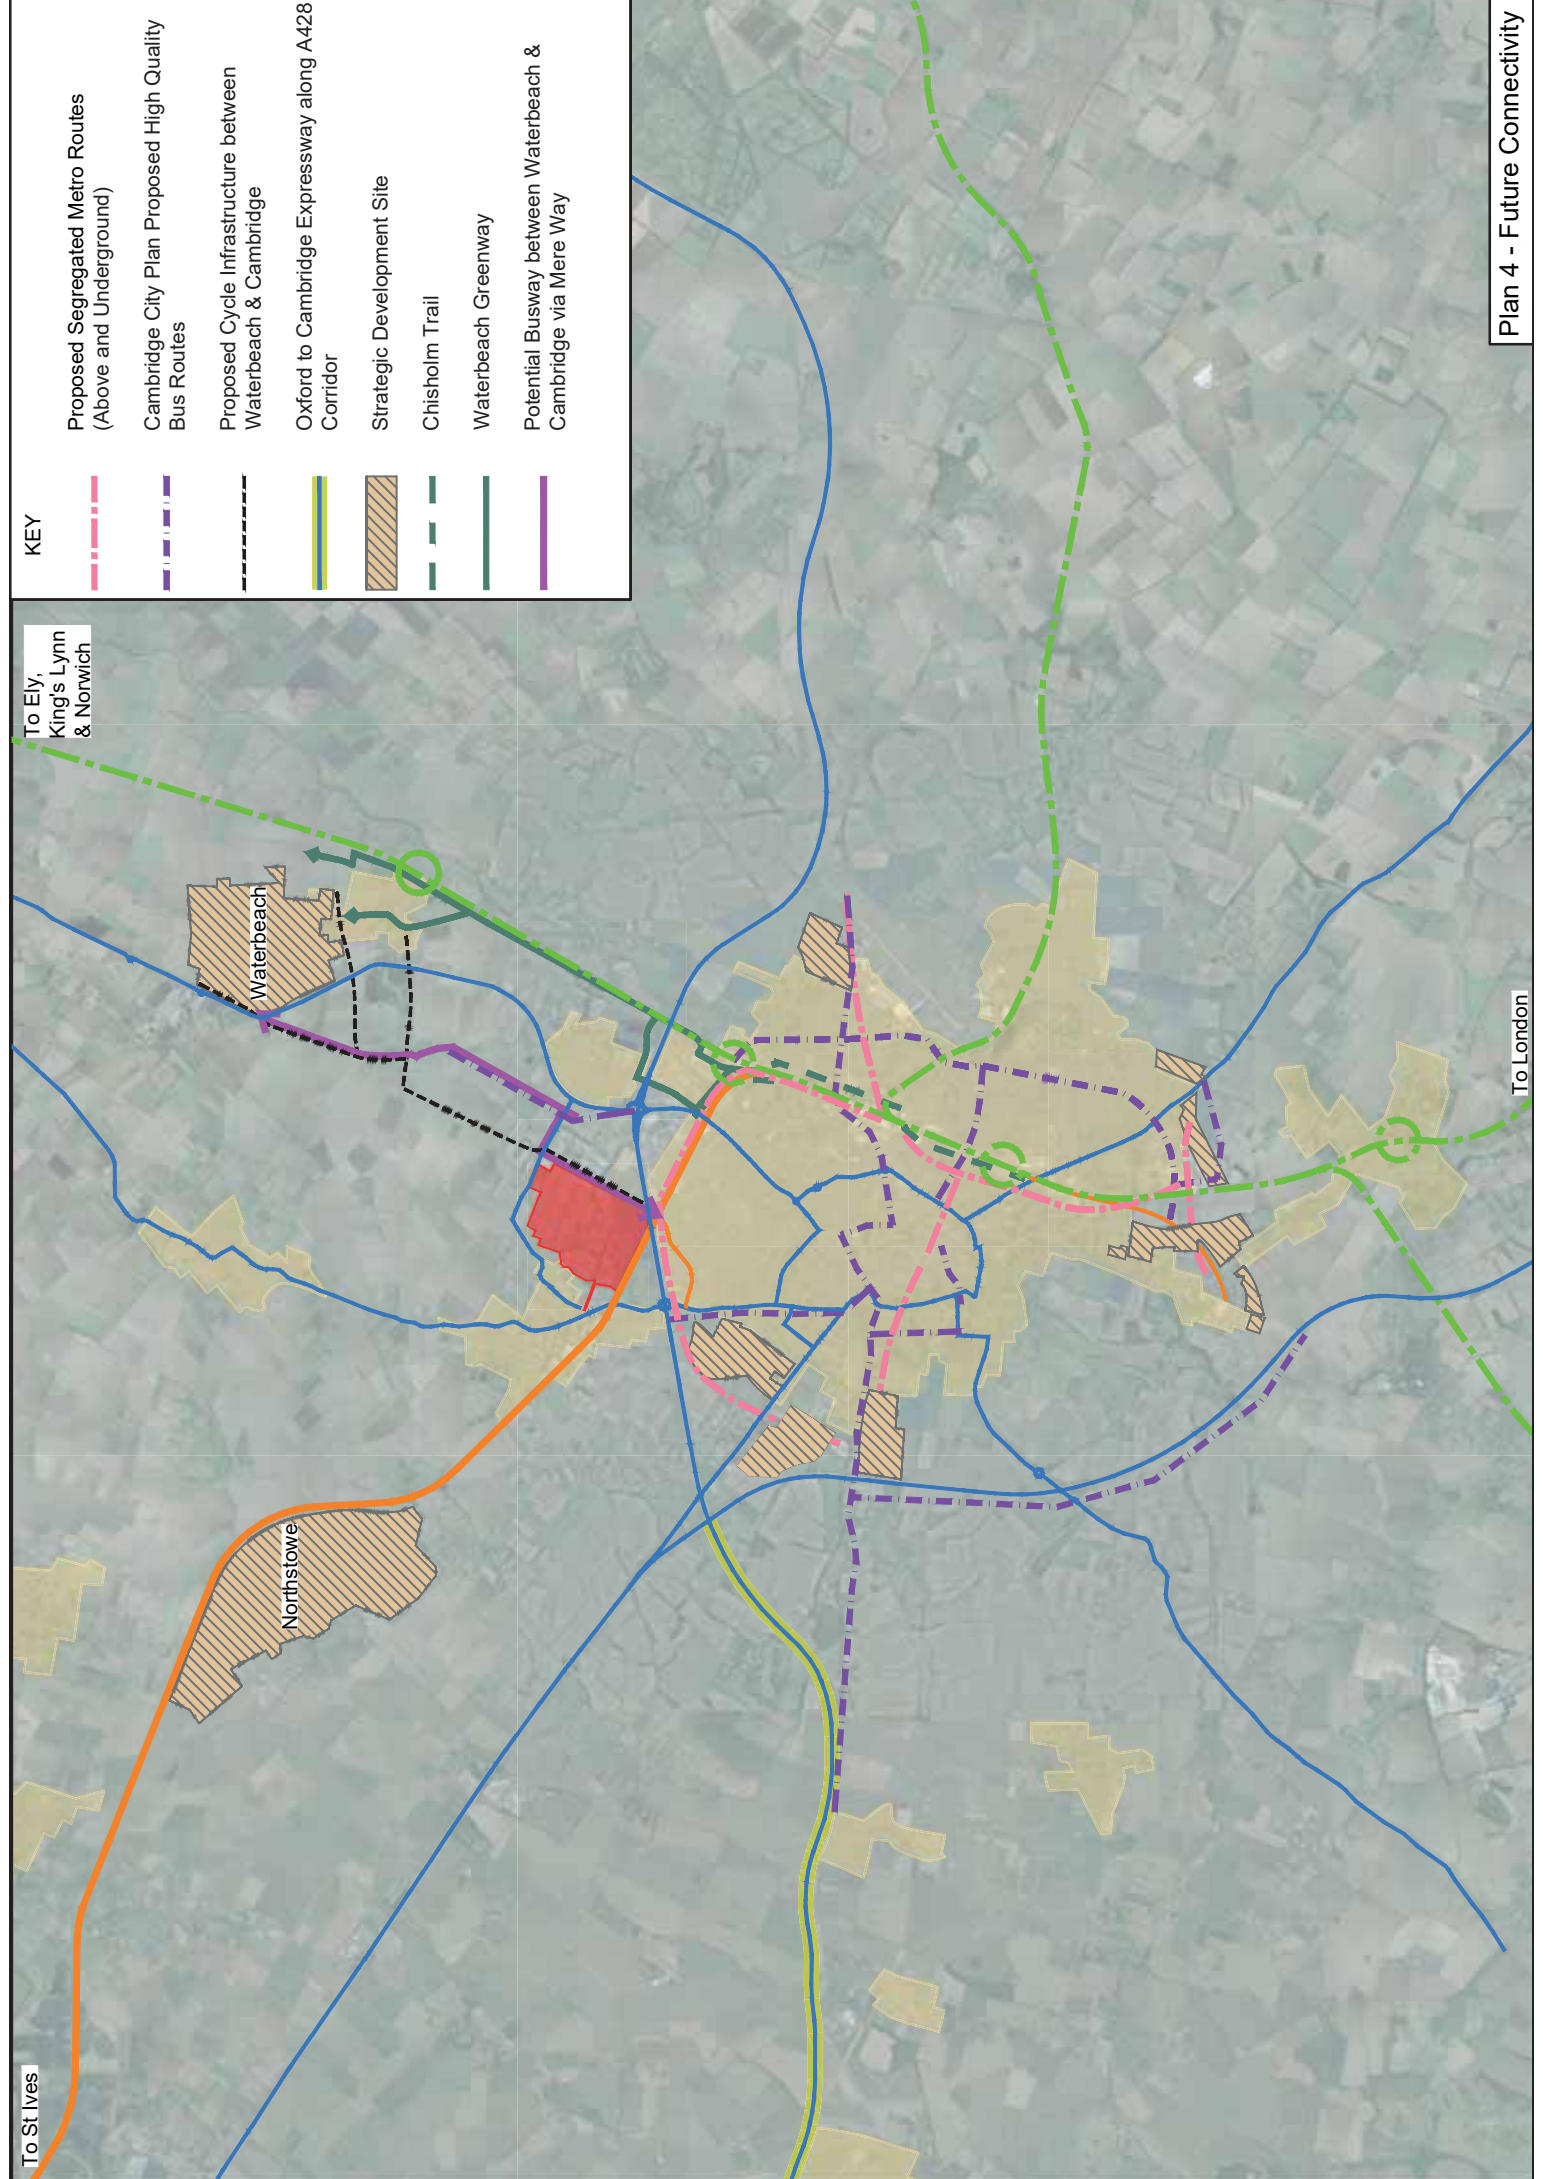 KEY
Proposed Segregated Metro Routes
(Above and Underground)
Cambridge City Plan Proposed High Quality
Bus Routes
Proposed Cycle Infrastructure between
Waterbeach & Cambridge
Oxford to Cambridge Expressway along A428
Corridor
Strategic Development Site
Chisholm Trail
Waterbeach Greenway
Potential Busway between Waterbeach &
Cambridge via Mere Way
To St Ives
To Ely,
King's Lynn
& Norwich
Northstowe
Waterbeach
To London
Plan 4 - Future Connectivity